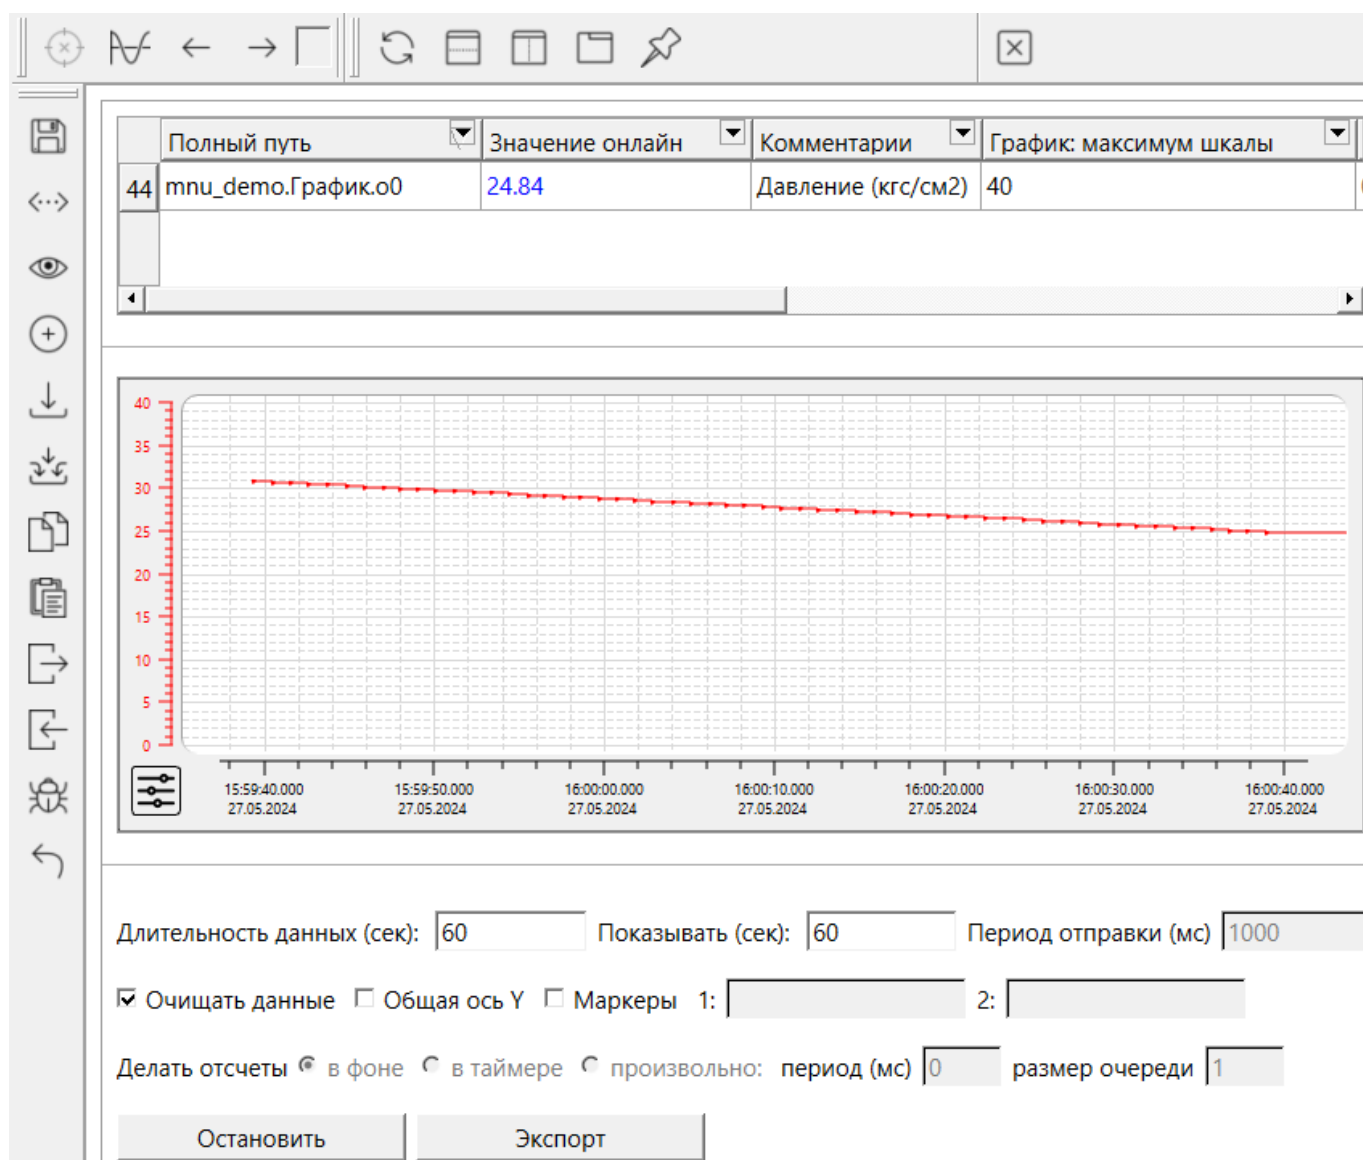 Полный путь Значение онлайн Комментарии График: максимум шкалы
44 mnu_demo.График.о0 24.84 Давление (кгс/см2) 40
40
35
30
25
20
15
10
5
0
15:59:40.000 15:59:50.000 16:00:00.000 16:00:10.000 16:00:20.000 16:00:30.000 16:00:40.000
27.05.2024 27.05.2024 27.05.2024 27.05.2024 27.05.2024 27.05.2024 27.05.2024
Длительность данных (сек): 60 Показывать (сек): 60 Период отправки (мс) 1000
Очищать данные Общая ось Y Маркеры 1: 2:
Делать отсчеты в фоне в таймере произвольно: период (мс) 0 размер очереди 1
Остановить Экспорт